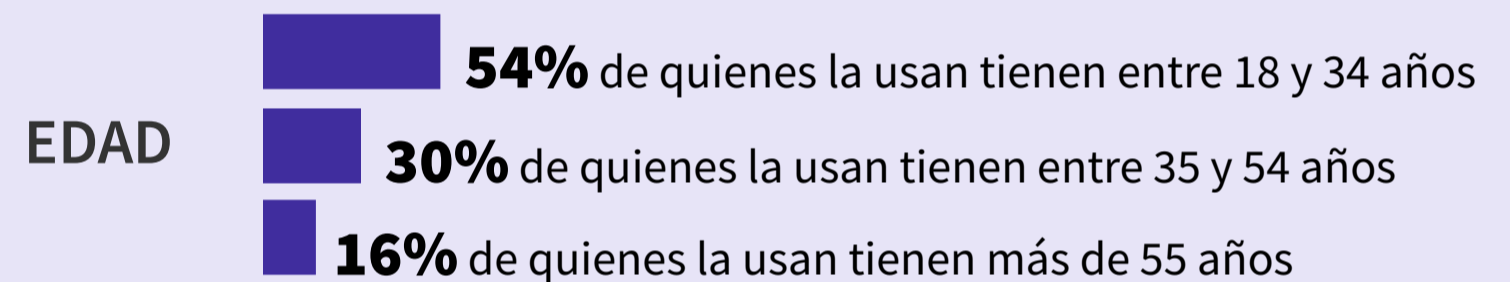 54% de quienes la usan tienen entre 18 y 34 años
EDAD
30% de quienes la usan tienen entre 35 y 54 años
16% de quienes la usan tienen más de 55 años